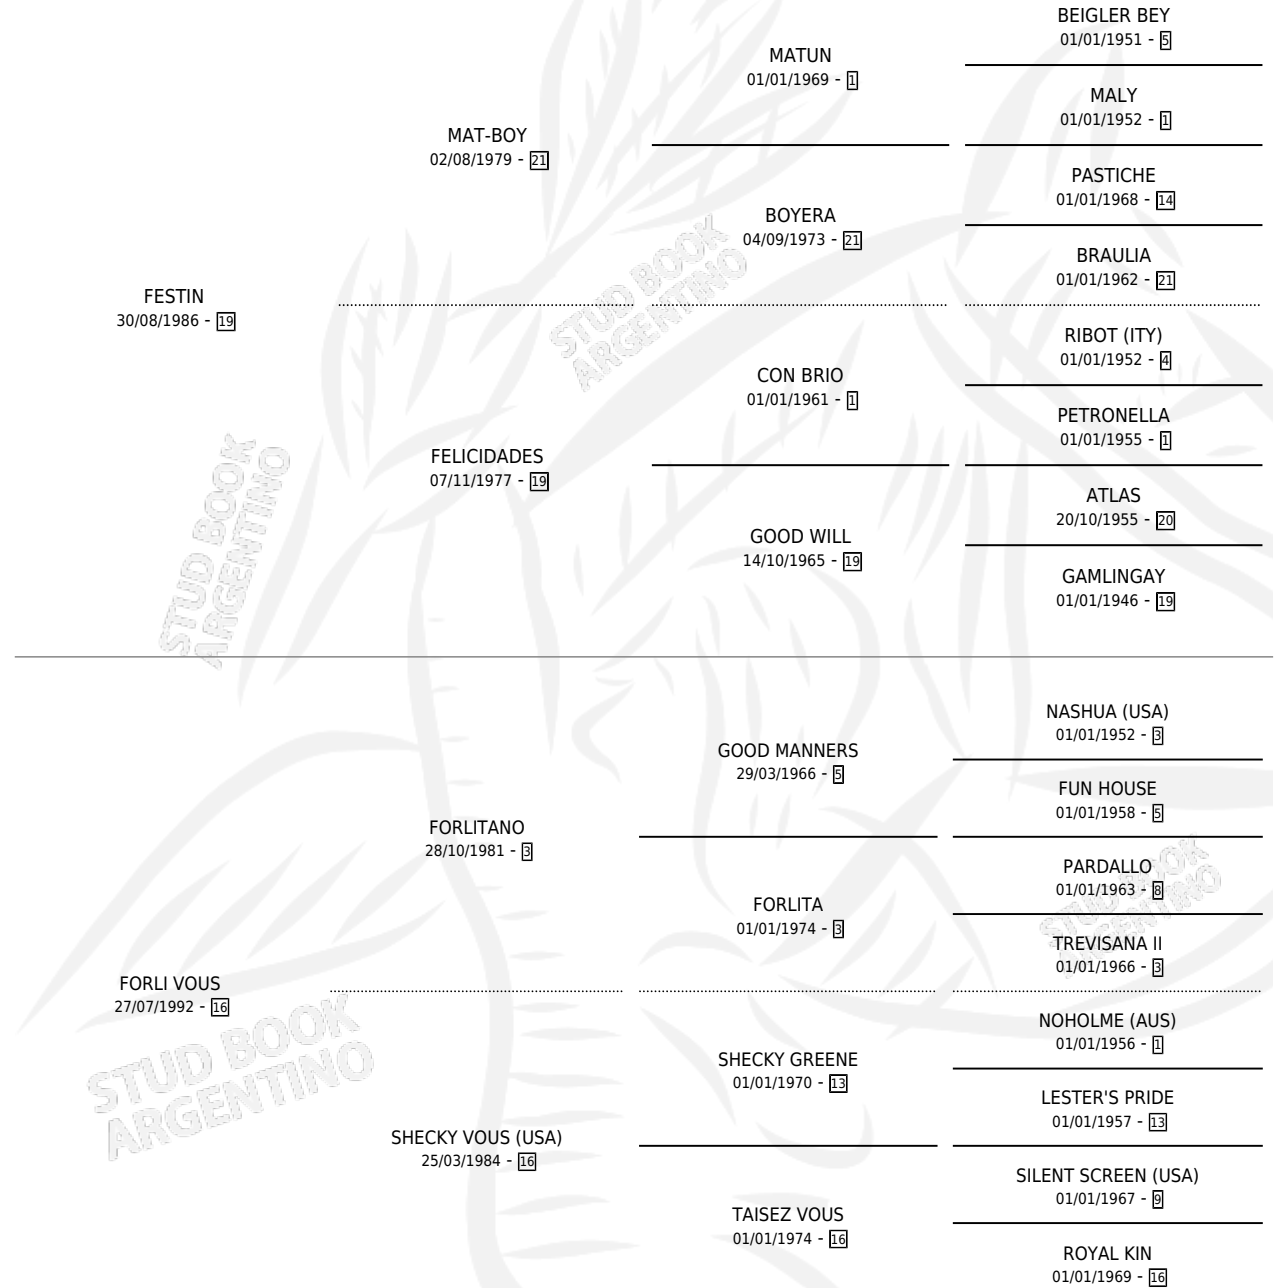 BEIGLER BEY
01/01/1951 - 5
MATUN
01/01/1969 - 1
MALY
01/01/1952 - 1
MAT-BOY
02/08/1979 - 21
PASTICHE
01/01/1968 - 14
BOYERA
04/09/1973 - 21
BRAULIA
01/01/1962 - 21
FESTIN
30/08/1986 - 19
RIBOT (ITY)
01/01/1952 - 4
CON BRIO
01/01/1961 - 1
PETRONELLA
01/01/1955 - 1
FELICIDADES
07/11/1977 - 19
ATLAS
20/10/1955 - 20
GOOD WILL
14/10/1965 - 19
GAMLINGAY
01/01/1946 - 19
STUD BOOK
ARGENTINO
STUD BOOK
ARGENTINO
NASHUA (USA)
01/01/1952 - 3
GOOD MANNERS
29/03/1966 - 5
FUN HOUSE
01/01/1958 - 5
FORLITANO
28/10/1981 - 3
PARDALLO
01/01/1963 - 8
FORLITA
01/01/1974 - 3
TREVISANA II
01/01/1966 - 3
FORLI VOUS
27/07/1992 - 16
NOHOLME (AUS)
01/01/1956 - 1
SHECKY GREENE
01/01/1970 - 13
LESTER'S PRIDE
01/01/1957 - 13
SHECKY VOUS (USA)
25/03/1984 - 16
SILENT SCREEN (USA)
01/01/1967 - 9
TAISEZ VOUS
01/01/1974 - 16
ROYAL KIN
01/01/1969 - 16
STUD BOOK
ARGENTINO
STUD BOOK
ARGENTINO